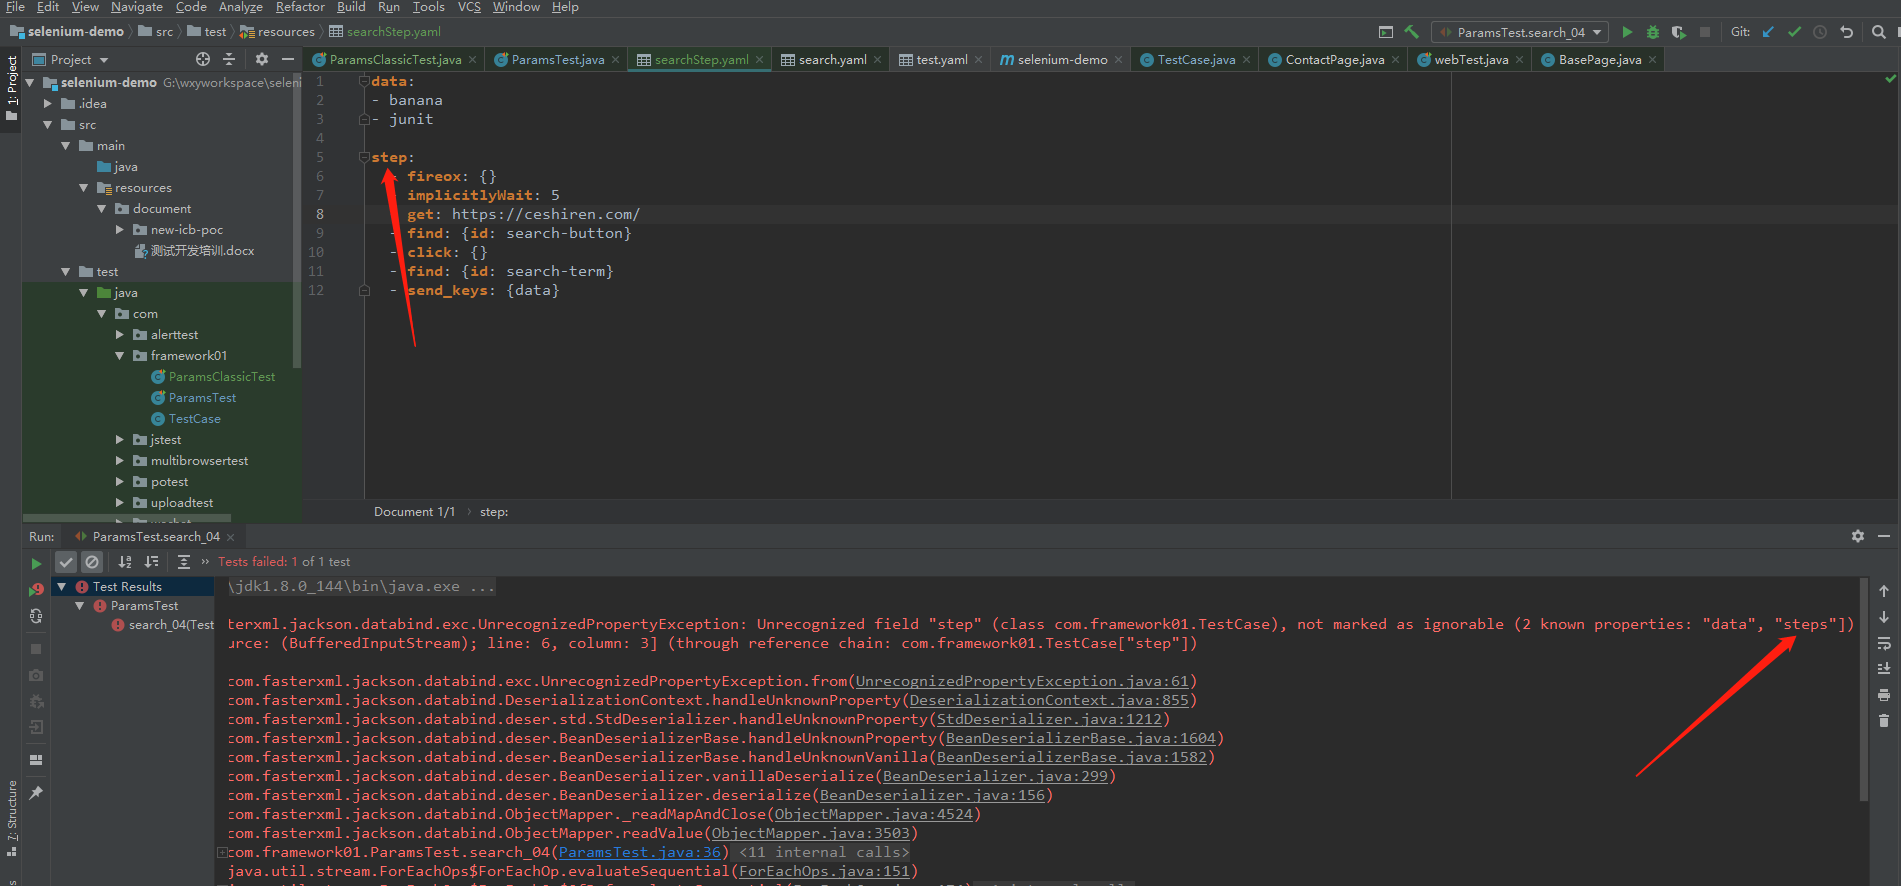 File Edit View Navigate Code Analyze Refactor Build Run Tools VCS Window Help
selenium-demo src test resources searchStep.yaml
ParamsTest.search_04 Git:
1: Project
Project
ParamsClassicTest.java ParamsTest.java searchStep.yaml search.yaml test.yaml selenium-demo TestCase.java ContactPage.java webTest.java BasePage.java
selenium-demo G:\wxyworkspace\seleni
.idea
src
main
java
resources
document
new-icb-poc
测试开发培训.docx
test
java
com
alerttest
framework01
ParamsClassicTest
ParamsTest
TestCase
jstest
multibrowsertest
potest
uploadtest
1 data:
2 - banana
3 - junit
4
5 step:
6 fireox: {}
7 implicitlyWait: 5
8 get: https://ceshiren.com/
9 - find: {id: search-button}
10 - click: {}
11 - find: {id: search-term}
12 - send_keys: {data}
Document 1/1 step:
Run: ParamsTest.search_04
Tests failed: 1 of 1 test
Test Results
ParamsTest
search_04(Test
7: Structure
\jdk1.8.0_144\bin\java.exe ...
terxml.jackson.databind.exc.UnrecognizedPropertyException: Unrecognized field "step" (class com.framework01.TestCase), not marked as ignorable (2 known properties: "data", "steps"])
urce: (BufferedInputStream); line: 6, column: 3] (through reference chain: com.framework01.TestCase["step"])
com.fasterxml.jackson.databind.exc.UnrecognizedPropertyException.from(UnrecognizedPropertyException.java:61)
com.fasterxml.jackson.databind.DeserializationContext.handleUnknownProperty(DeserializationContext.java:855)
com.fasterxml.jackson.databind.deser.std.StdDeserializer.handleUnknownProperty(StdDeserializer.java:1212)
com.fasterxml.jackson.databind.deser.BeanDeserializerBase.handleUnknownProperty(BeanDeserializerBase.java:1604)
com.fasterxml.jackson.databind.deser.BeanDeserializerBase.handleUnknownVanilla(BeanDeserializerBase.java:1582)
com.fasterxml.jackson.databind.deser.BeanDeserializer.vanillaDeserialize(BeanDeserializer.java:299)
com.fasterxml.jackson.databind.deser.BeanDeserializer.deserialize(BeanDeserializer.java:156)
com.fasterxml.jackson.databind.ObjectMapper._readMapAndClose(ObjectMapper.java:4524)
com.fasterxml.jackson.databind.ObjectMapper.readValue(ObjectMapper.java:3503)
com.framework01.ParamsTest.search_04(ParamsTest.java:36) <11 internal calls>
java.util.stream.ForEachOps$ForEachOp.evaluateSequential(ForEachOps.java:151)